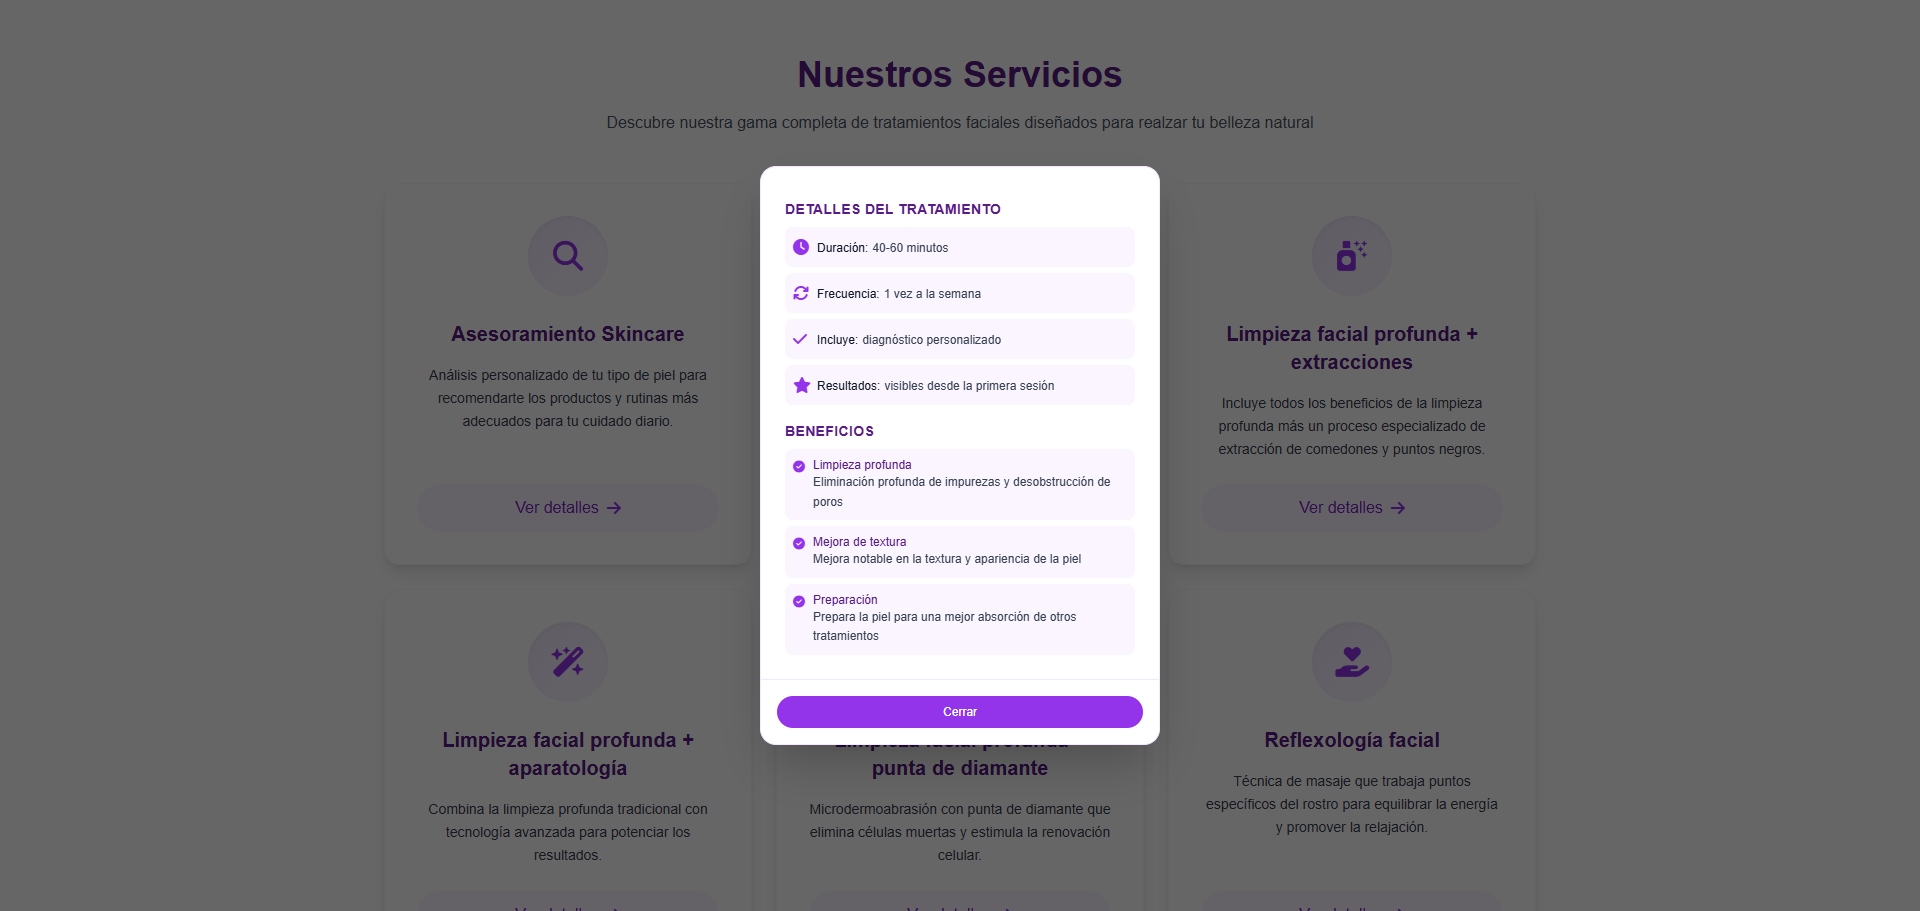 Nuestros Servicios
Descubre nuestra gama completa de tratamientos faciales diseñados para realzar tu belleza natural
Asesoramiento Skincare
Análisis personalizado de tu tipo de piel para
recomendarte los productos y rutinas más
adecuados para tu cuidado diario.
Ver detalles
DETALLES DEL TRATAMIENTO
Duración: 40-60 minutos
Frecuencia: 1 vez a la semana
Incluye: diagnóstico personalizado
Resultados: visibles desde la primera sesión
BENEFICIOS
Limpieza profunda
Eliminación profunda de impurezas y desobstrucción de
poros
Mejora de textura
Mejora notable en la textura y apariencia de la piel
Preparación
Prepara la piel para una mejor absorción de otros
tratamientos
Cerrar
Limpieza facial profunda +
extracciones
Incluye todos los beneficios de la limpieza
profunda más un proceso especializado de
extracción de comedones y puntos negros.
Ver detalles
Limpieza facial profunda +
aparatología
Combina la limpieza profunda tradicional con
tecnología avanzada para potenciar los
resultados.
Limpieza facial profunda
punta de diamante
Microdermoabrasión con punta de diamante que
elimina células muertas y estimula la renovación
celular.
Reflexología facial
Técnica de masaje que trabaja puntos
específicos del rostro para equilibrar la energía
y promover la relajación.